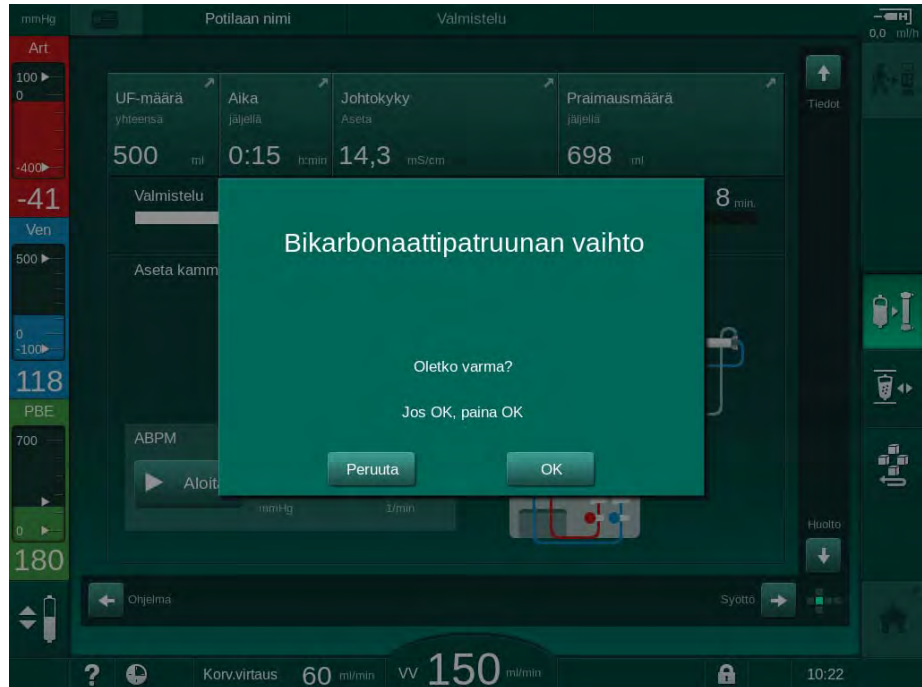 mmHg
Potilaan nimi
Valmistelu
0,0 ml/h
Art
100
0
-400
-41
Ven
500
0
-100
118
PBE
700
0
180
UF-määrä
yhteensä
500 ml
Aika
jäljellä
0:15 h:min
Johtokyky
Aseta
14,3 mS/cm
Praimausmäärä
jäljellä
698 ml
Tiedot
Valmistelu
8 min.
Aseta kamm
Bikarbonaattipatruunan vaihto
Oletko varma?
Jos OK, paina OK
Peruuta
OK
ABPM
Aloit
mmHg
1/min
Huolto
Ohjelma
Syöttö
?
Korv.virtaus 60 ml/min
VV 150 ml/min
10:22